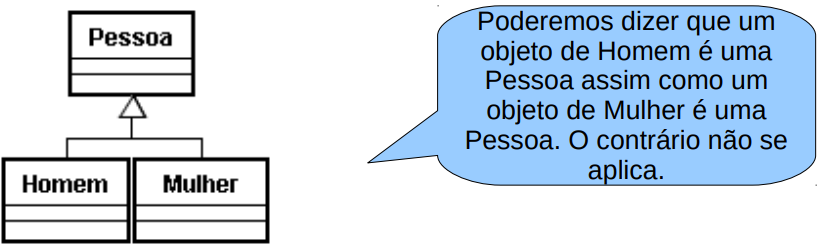 Pessoa
Homem
Mulher
Poderemos dizer que um
objeto de Homem é uma
Pessoa assim como um
objeto de Mulher é uma
Pessoa. O contrário não se
aplica.